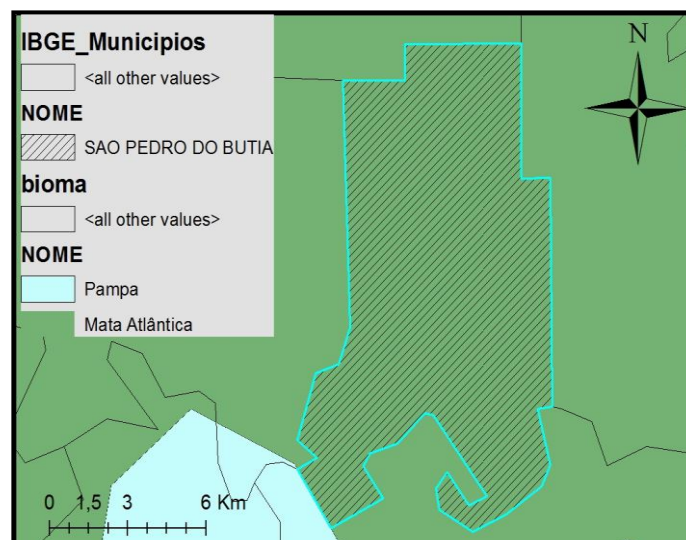 IBGE_Municipios
<all other values>
NOME
SAO PEDRO DO BUTIA
bioma
<all other values>
NOME
Pampa
Mata Atlântica
N
0 1,5 3 6 Km